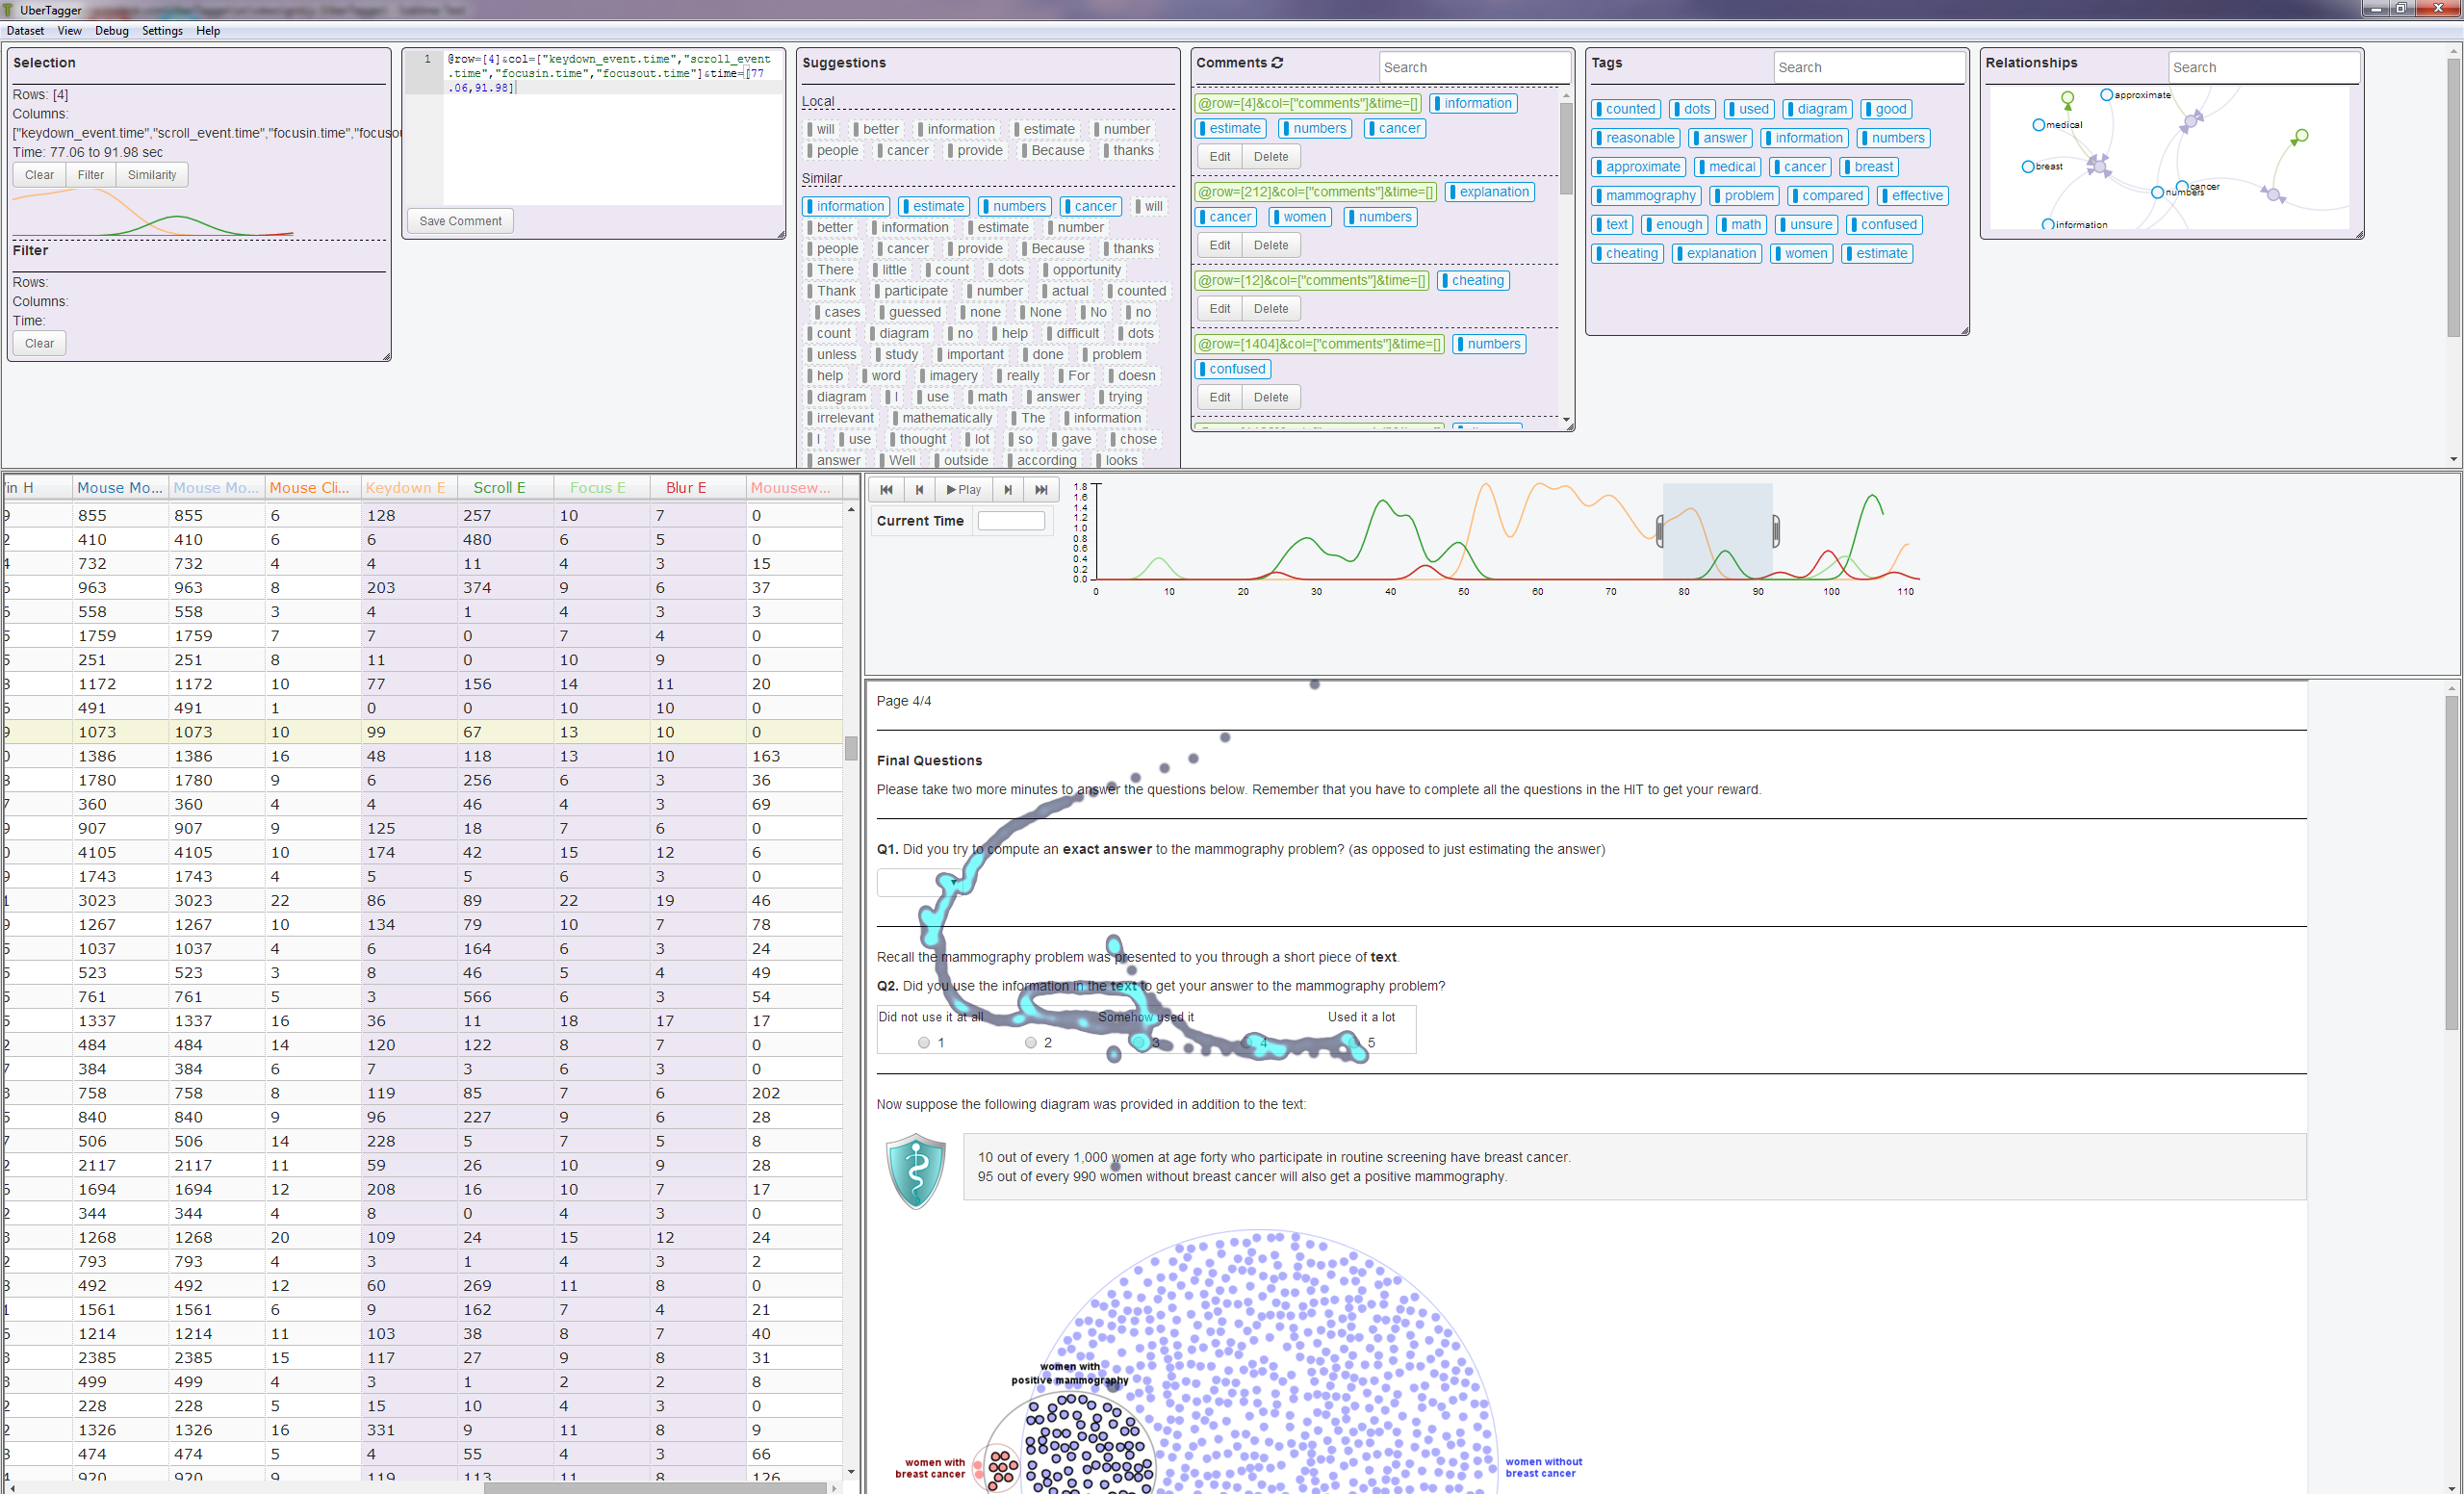 UberTagger
Dataset View Debug Settings Help
Selection
Rows: [4]
Columns:
["keydown_event.time","scroll_event.time","focusin.time","focuso
Time: 77.06 to 91.98 sec
Clear Filter Similarity
Filter
Rows:
Columns:
Time:
Clear
1 @row=[4]&col=["keydown_event.time","scroll_event
.time","focusin.time","focusout.time"]&time=[77
.06,91.98]
Save Comment
Suggestions
Local
will better information estimate number
people cancer provide Because thanks
Similar
information estimate numbers cancer will
better information estimate number
people cancer provide Because thanks
There little count dots opportunity
Thank participate number actual counted
cases guessed none None No no
count diagram no help difficult dots
unless study important done problem
help word imagery really For doesn
diagram I use math answer trying
irrelevant mathematically The information
I use thought lot so gave chose
answer Well outside according looks
Comments Search
@row=[4]&col=["comments"]&time=[] information
estimate numbers cancer
Edit Delete
@row=[212]&col=["comments"]&time=[] explanation
cancer women numbers
Edit Delete
@row=[12]&col=["comments"]&time=[] cheating
Edit Delete
@row=[1404]&col=["comments"]&time=[] numbers
confused
Edit Delete
Tags Search
counted dots used diagram good
reasonable answer information numbers
approximate medical cancer breast
mammography problem compared effective
text enough math unsure confused
cheating explanation women estimate
Relationships Search
approximate
medical
breast
cancer
numbers
information
in H Mouse Mo... Mouse Mo... Mouse Cli... Keydown E Scroll E Focus E Blur E Mouusew...
9 855 855 6 128 257 10 7 0
2 410 410 6 6 480 6 5 0
4 732 732 4 4 11 4 3 15
5 963 963 8 203 374 9 6 37
5 558 558 3 4 1 4 3 3
5 1759 1759 7 7 0 7 4 0
5 251 251 8 11 0 10 9 0
3 1172 1172 10 77 156 14 11 20
5 491 491 1 0 0 10 10 0
9 1073 1073 10 99 67 13 10 0
0 1386 1386 16 48 118 13 10 163
3 1780 1780 9 6 256 6 3 36
7 360 360 4 4 46 4 3 69
9 907 907 9 125 18 7 6 0
0 4105 4105 10 174 42 15 12 6
9 1743 1743 4 5 5 6 3 0
1 3023 3023 22 86 89 22 19 46
9 1267 1267 10 134 79 10 7 78
5 1037 1037 4 6 164 6 3 24
5 523 523 3 8 46 5 4 49
5 761 761 5 3 566 6 3 54
5 1337 1337 16 36 11 18 17 17
2 484 484 14 120 122 8 7 0
7 384 384 6 7 3 6 3 0
3 758 758 8 119 85 7 6 202
5 840 840 9 96 227 9 6 28
7 506 506 14 228 5 7 5 8
2 2117 2117 11 59 26 10 9 28
5 1694 1694 12 208 16 10 7 17
2 344 344 4 8 0 4 3 0
3 1268 1268 20 109 24 15 12 24
2 793 793 4 3 1 4 3 2
3 492 492 12 60 269 11 8 0
1 1561 1561 6 9 162 7 4 21
5 1214 1214 11 103 38 8 7 40
3 2385 2385 15 117 27 9 8 31
3 499 499 4 3 1 2 2 8
2 228 228 5 15 10 4 3 0
2 1326 1326 16 331 9 11 8 9
3 474 474 5 4 55 4 3 66
4 920 920 9 119 113 11 8 126
Play
Current Time
1.8
1.6
1.4
1.2
1.0
0.8
0.6
0.4
0.2
0.0
0 10 20 30 40 50 60 70 80 90 100 110
Page 4/4
Final Questions
Please take two more minutes to answer the questions below. Remember that you have to complete all the questions in the HIT to get your reward.
Q1. Did you try to compute an exact answer to the mammography problem? (as opposed to just estimating the answer)
Recall the mammography problem was presented to you through a short piece of text.
Q2. Did you use the information in the text to get your answer to the mammography problem?
Did not use it at all Somehow used it Used it a lot
1 2 3 4 5
Now suppose the following diagram was provided in addition to the text:
10 out of every 1,000 women at age forty who participate in routine screening have breast cancer.
95 out of every 990 women without breast cancer will also get a positive mammography.
women with
positive mammography
women with
breast cancer
women without
breast cancer